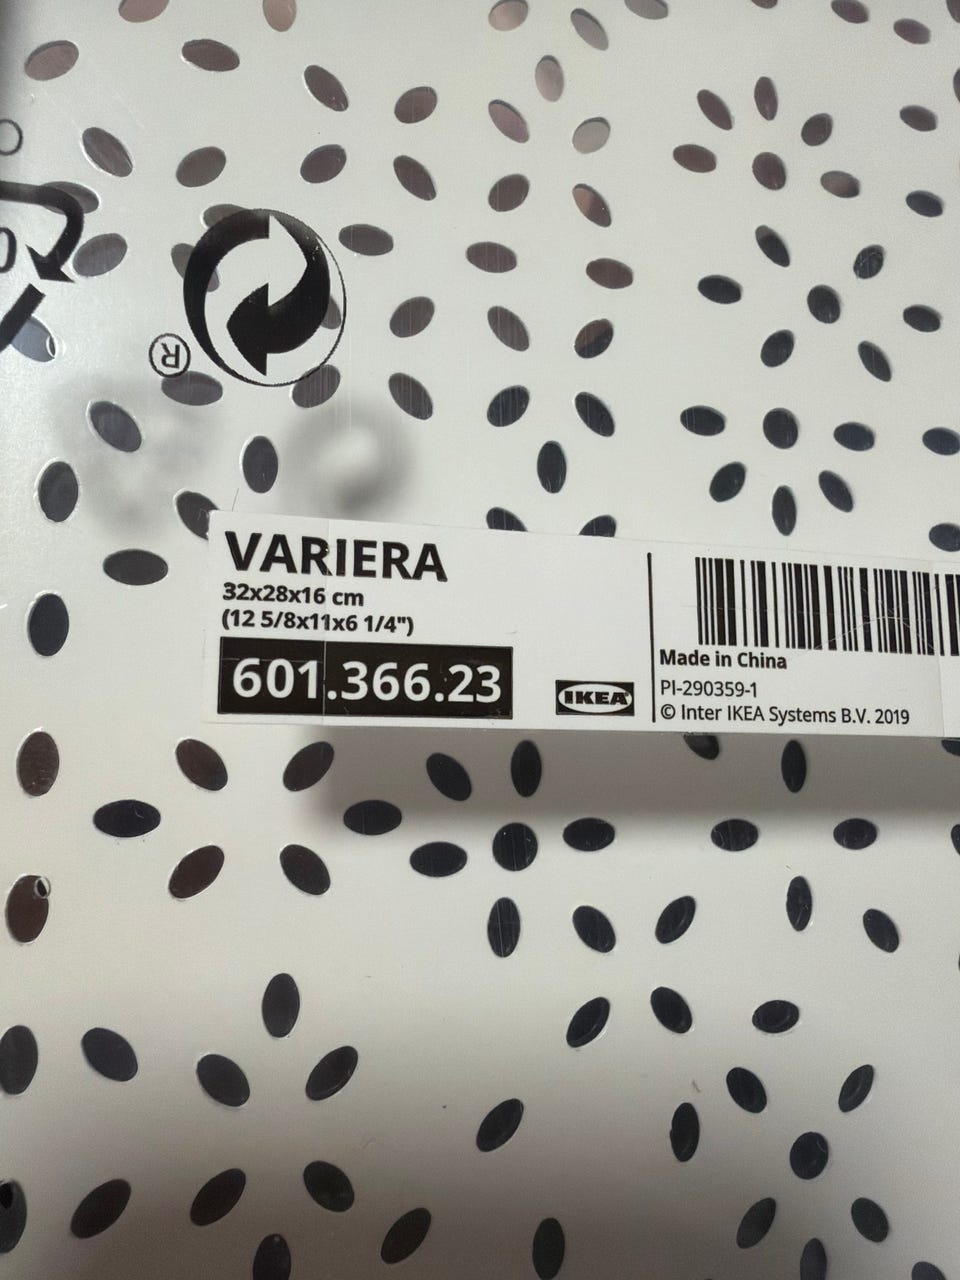 ®
VARIERA
32x28x16 cm
(12 5/8x11x6 1/4")
601.366.23
IKEA®
Made in China
PI-290359-1
© Inter IKEA Systems B.V. 2019